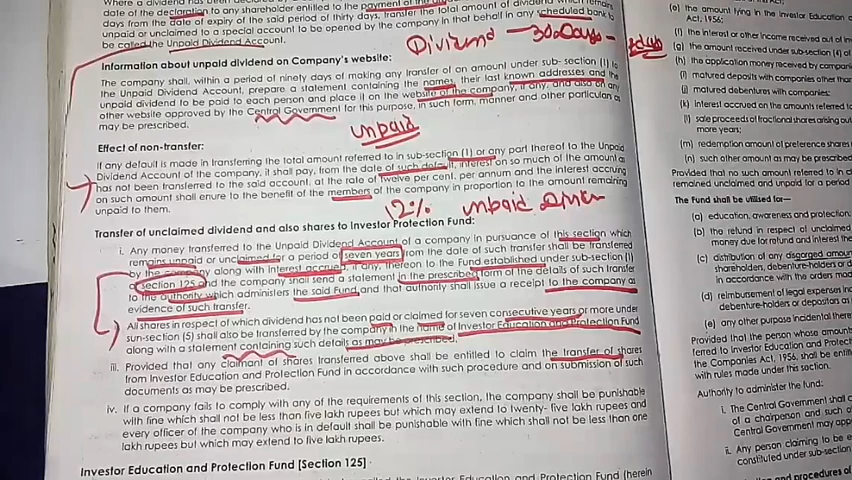 Where a dividend has been
date of the declaration to any shareholder entitled to the payment of the
days from the date of expiry of the said period of thirty days, transfer the total amount of dividend which remains
unpaid or unclaimed to a special account to be opened by the company in that behalf in any scheduled bank to
be called the Unpaid Dividend Account.
Dividend — 30 days –
Information about unpaid dividend on Company's website:
The company shall, within a period of ninety days of making any transfer of an amount under sub- section (1) to
the Unpaid Dividend Account, prepare a statement containing the names, their last known addresses and the
unpaid dividend to be paid to each person and place it on the website of the company, if any, and also on any
other website approved by the Central Government for this purpose, in such form, manner and other particulars as
may be prescribed.
unpaid
Effect of non-transfer:
If any default is made in transferring the total amount referred to in sub-section (1) or any part thereof to the Unpaid
Dividend Account of the company, it shall pay, from the date of such default, interest on so much of the amount as
has not been transferred to the said account, at the rate of Twelve per cent. per annum and the interest accruing
on such amount shall enure to the benefit of the members of the company in proportion to the amount remaining
unpaid to them.
12% unpaid
Transfer of unclaimed dividend and also shares to Investor Protection Fund:
i. Any money transferred to the Unpaid Dividend Account of a company in pursuance of this section which
remains unpaid or unclaimed for a period of seven years from the date of such transfer shall be transferred
by the company along with interest accrued, if any, thereon to the Fund established under sub-section (1)
of section 125 and the company shall send a statement in the prescribed form of the details of such transfer
to the authority which administers the said Fund and that authority shall issue a receipt to the company as
evidence of such transfer.
All shares in respect of which dividend has not been paid or claimed for seven consecutive years or more under
sun-section (5) shall also be transferred by the company in the name of Investor Education and Protection Fund
along with a statement containing such details as may be prescribed.
iii. Provided that any claimant of shares transferred above shall be entitled to claim the transfer of shares
from Investor Education and Protection Fund in accordance with such procedure and on submission of such
documents as may be prescribed.
iv. If a company fails to comply with any of the requirements of this section, the company shall be punishable
with fine which shall not be less than five lakh rupees but which may extend to twenty- five lakh rupees and
every officer of the company who is in default shall be punishable with fine which shall not be less than one
lakh rupees but which may extend to five lakh rupees.
Investor Education and Protection Fund [Section 125]
Investor Education and Protection Fund (herein
(e) the amount lying in the Investor Education
Act, 1956;
(f) the interest or other income received out of
(g) the amount received under sub-section (4) of
(h) the application money received by
(i) matured deposits with companies other
(j) matured debentures with companies;
(k) interest accrued on the amounts referred to
(l) sale proceeds of fractional shares arising out
more years;
(m) redemption amount of preference shares
(n) such other amount as may be prescribed
Provided that no such amount referred to in
remained unclaimed and unpaid for a period
The Fund shall be utilised for—
(a) education, awareness and protection
(b) the refund in respect of unclaimed
money due for refund and interest
(c) distribution of any disgorged amount
shareholders, debenture-holders or
in accordance with the orders made
(d) reimbursement of legal expenses
debenture-holders or depositors as
(e) any other purpose incidental
Provided that the person whose amounts
referred to Investor Education and
the Companies Act, 1956, shall be
with rules made under this section.
Authority to administer the fund:
i. The Central Government shall
of a chairperson and such
Central Government may
ii. Any person claiming to be
constituted under sub-section
and procedures of